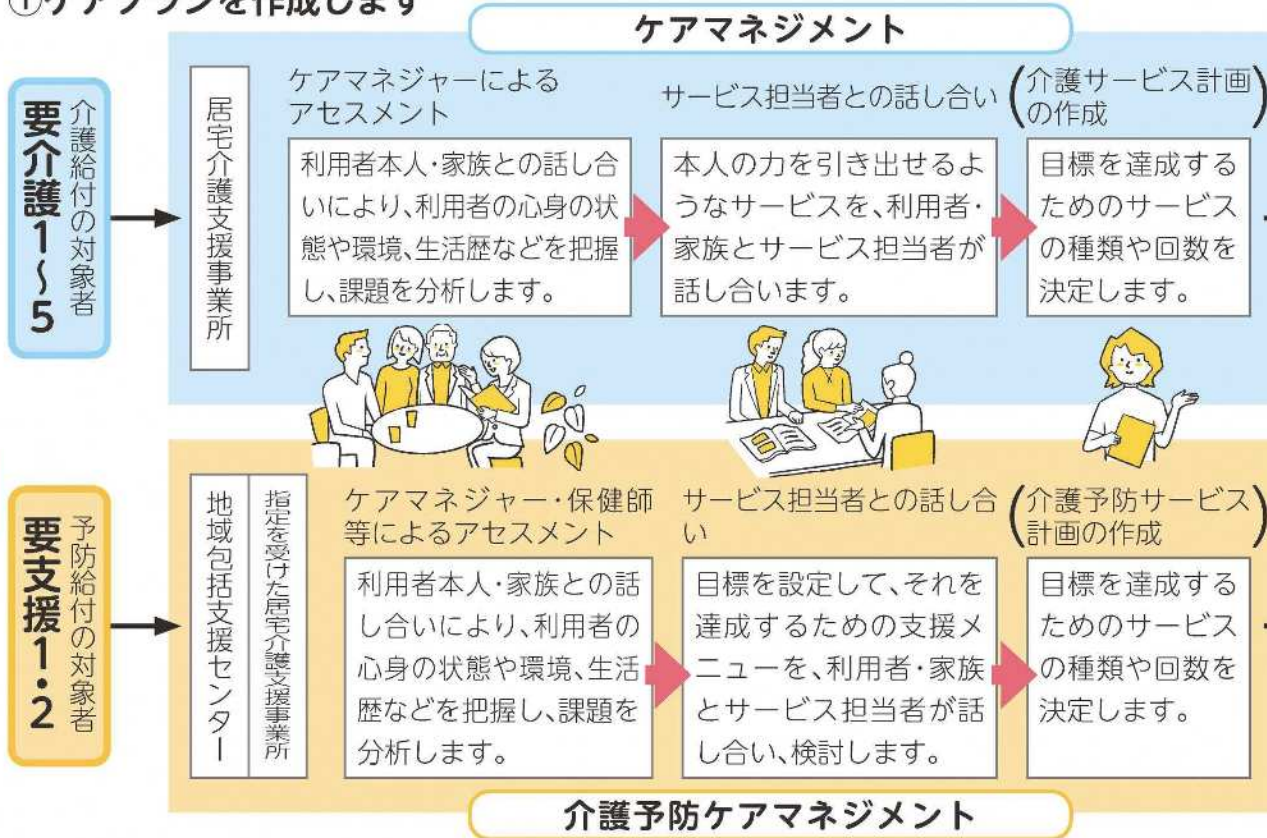 ①ケアプランを作成します
ケアマネジメント
要介護1～5
介護給付の対象者
居宅介護支援事業所
ケアマネジャーによる
アセスメント
利用者本人・家族との話し合
いにより、利用者の心身の状
態や環境、生活歴などを把握
し、課題を分析します。
サービス担当者との話し合い
本人の力を引き出せるよ
うなサービスを、利用者・
家族とサービス担当者が
話し合います。
(介護サービス計画
の作成)
目標を達成する
ためのサービス
の種類や回数を
決定します。
要支援1・2
予防給付の対象者
地域包括支援センター
指定を受けた居宅介護支援事業所
ケアマネジャー・保健師
等によるアセスメント
利用者本人・家族との話
し合いにより、利用者の
心身の状態や環境、生活
歴などを把握し、課題を
分析します。
サービス担当者との話し合
い
目標を設定して、それを
達成するための支援メ
ニューを、利用者・家族
とサービス担当者が話
し合い、検討します。
(介護予防サービス
計画の作成)
目標を達成する
ためのサービス
の種類や回数を
決定します。
介護予防ケアマネジメント